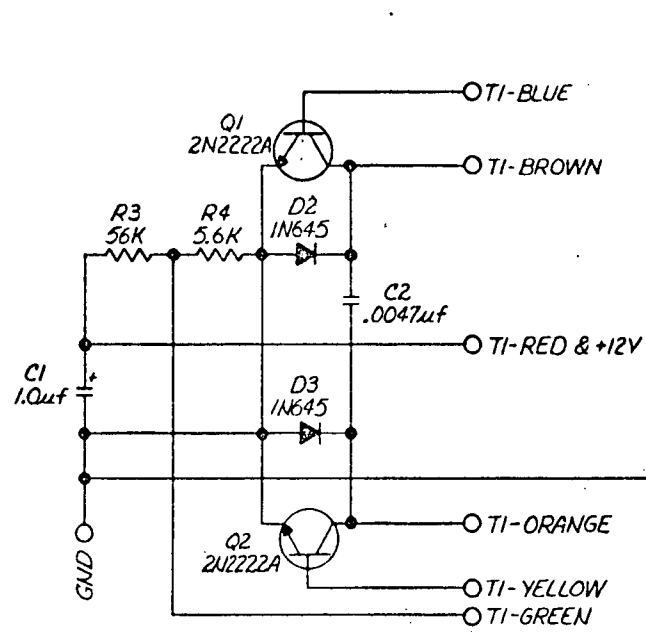 T1-BLUE
Q1
2N2222A
T1-BROWN
R3
56K
R4
5.6K
D2
1N645
C2
.0047uf
T1-RED & +12V
C1
+
1.0uf
D3
1N645
T1-ORANGE
Q2
2N2222A
GND
T1-YELLOW
T1-GREEN